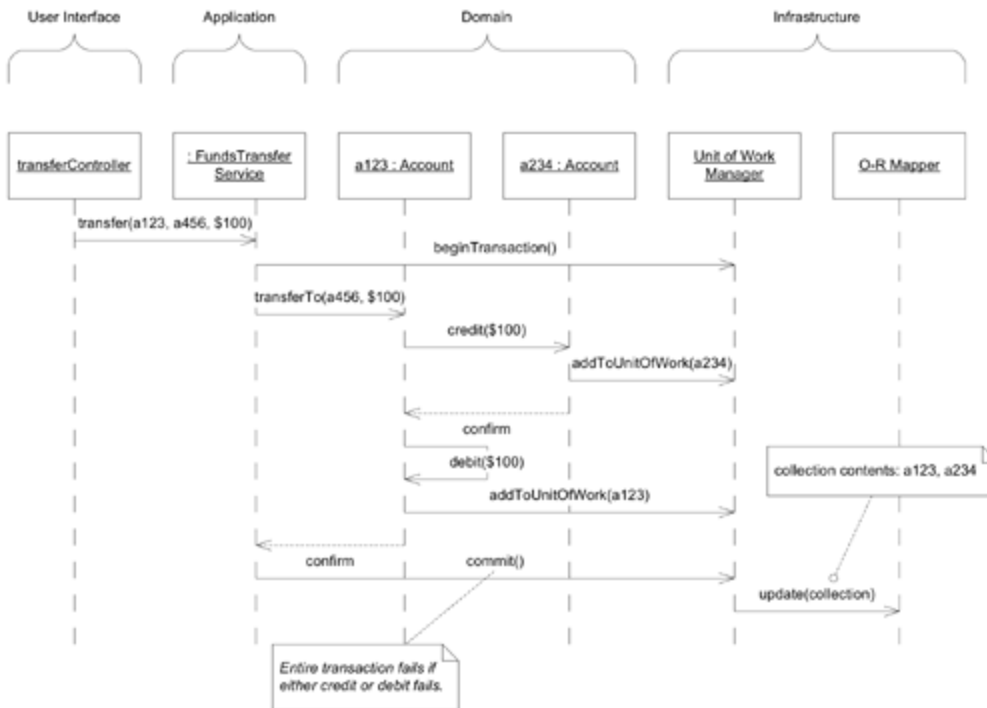 User Interface
Application
Domain
Infrastructure
transferController
: FundsTransfer
Service
a123 : Account
a234 : Account
Unit of Work
Manager
O-R Mapper
transfer(a123, a456, $100)
beginTransaction()
transferTo(a456, $100)
credit($100)
addToUnitOfWork(a234)
confirm
debit($100)
collection contents: a123, a234
addToUnitOfWork(a123)
confirm
commit()
update(collection)
Entire transaction fails if
either credit or debit fails.